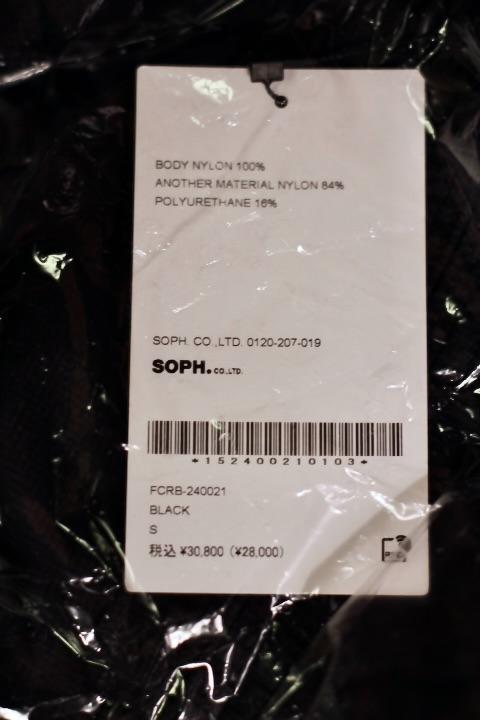 BODY NYLON 100%
ANOTHER MATERIAL NYLON 84%
POLYURETHANE 16%
SOPH. CO.,LTD. 0120-207-019
SOPH. CO.,LTD.
*152400210103*
FCRB-240021
BLACK
S
税込 ¥30,800 (¥28,000)